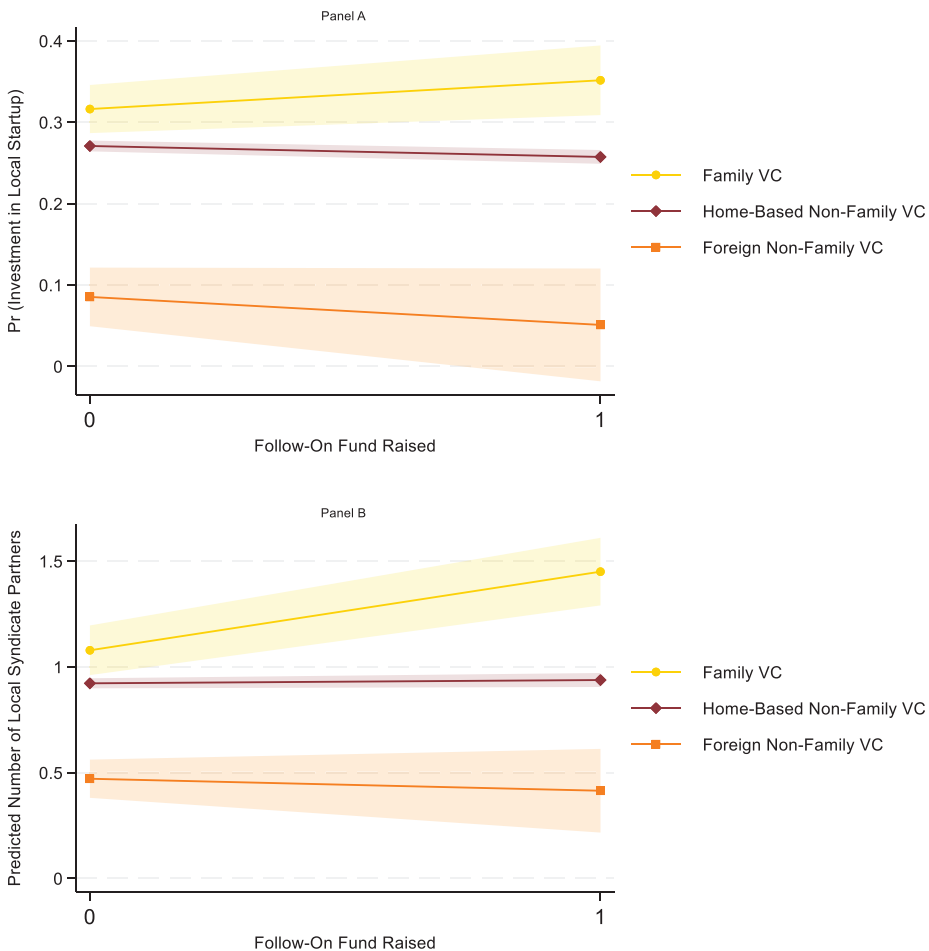 Panel A
0.4
0.3
0.2
0.1
0
Pr (Investment in Local Startup)
0
1
Follow-On Fund Raised
Family VC
Home-Based Non-Family VC
Foreign Non-Family VC
Panel B
1.5
1
0.5
0
Predicted Number of Local Syndicate Partners
0
1
Follow-On Fund Raised
Family VC
Home-Based Non-Family VC
Foreign Non-Family VC